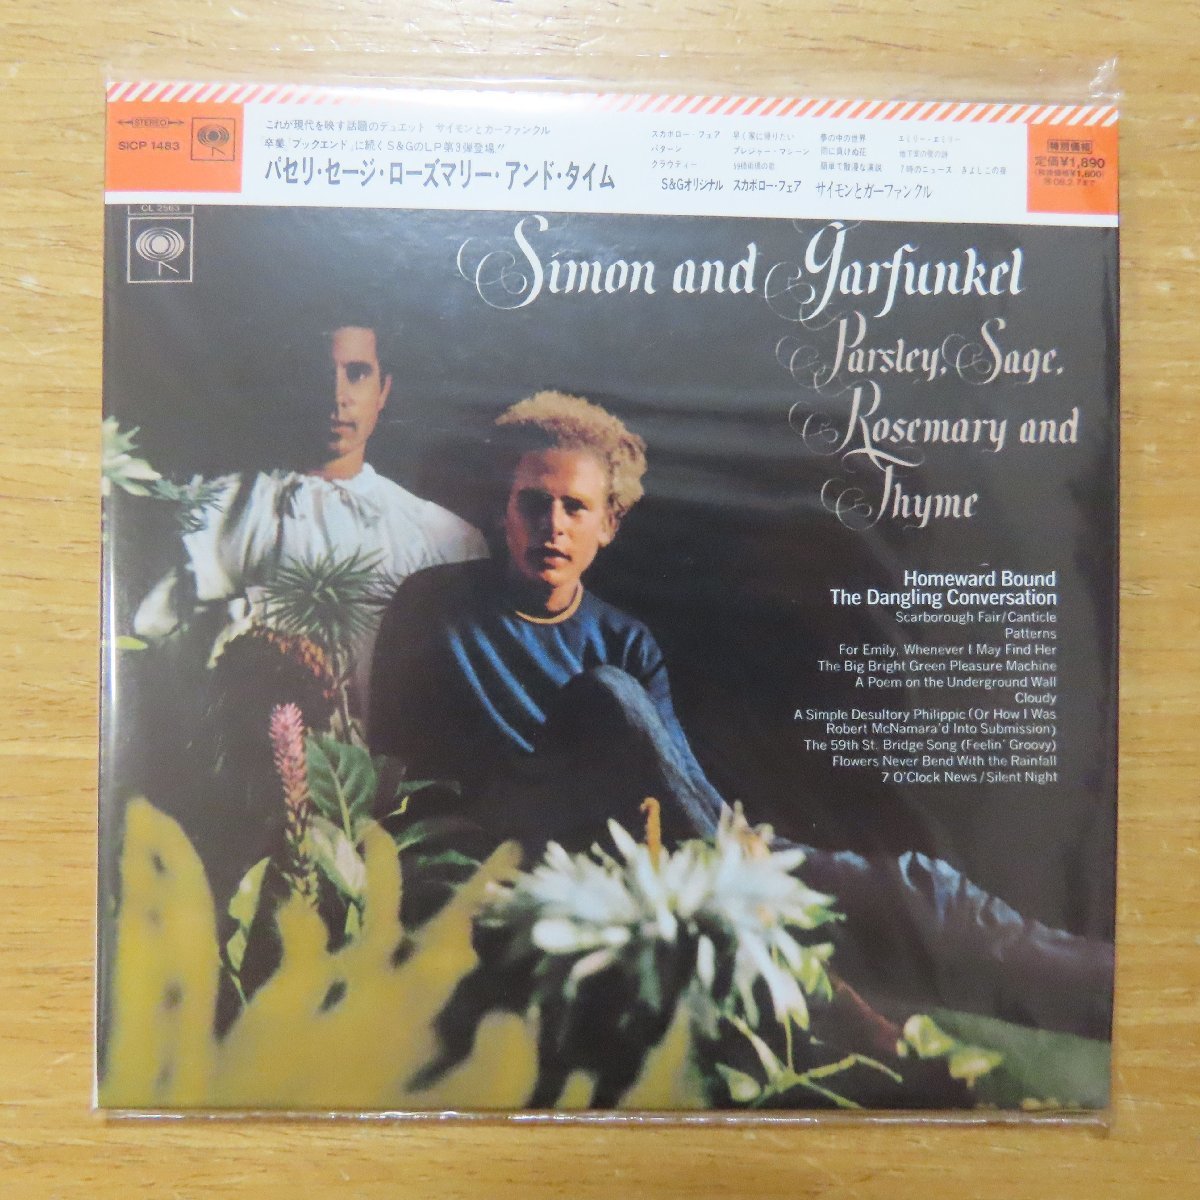 STEREO
SICP 1483
これが現代を映す話題のデュエット サイモンとガーファンクル
卒業「ブックエンド」に続くS&GのLP第3弾登場!!
パセリ・セージ・ローズマリー・アンド・タイム
スカボロー・フェア 早く家に帰りたい 夢の中の世界 エミリー・エミリー
パターン プレジャー・マシーン 雨に負けぬ花 地下鉄の壁の詩
クラウディー 59番街橋の歌 簡単で散漫な演説 7時のニュース きよしこの夜
S&Gオリジナル スカボロー・フェア サイモンとガーファンクル
特別価格
定価¥1,890
(税抜価格¥1,800)
08.2.7まで
CL 2563
Simon and Garfunkel
Parsley, Sage,
Rosemary and
Thyme
Homeward Bound
The Dangling Conversation
Scarborough Fair/Canticle
Patterns
For Emily, Whenever I May Find Her
The Big Bright Green Pleasure Machine
A Poem on the Underground Wall
Cloudy
A Simple Desultory Philippic (Or How I Was
Robert McNamara'd Into Submission)
The 59th St. Bridge Song (Feelin' Groovy)
Flowers Never Bend With the Rainfall
7 O'Clock News/Silent Night